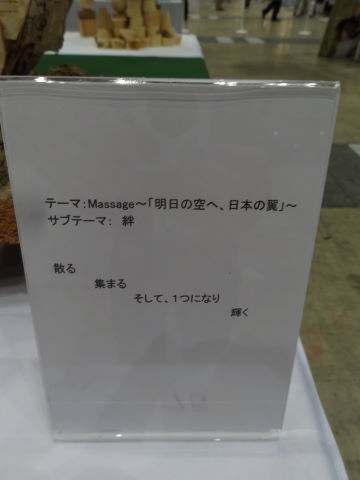 テーマ：Massage～「明日の空へ、日本の翼」～
サブテーマ： 絆
散る
集まる
そして、１つになり
輝く